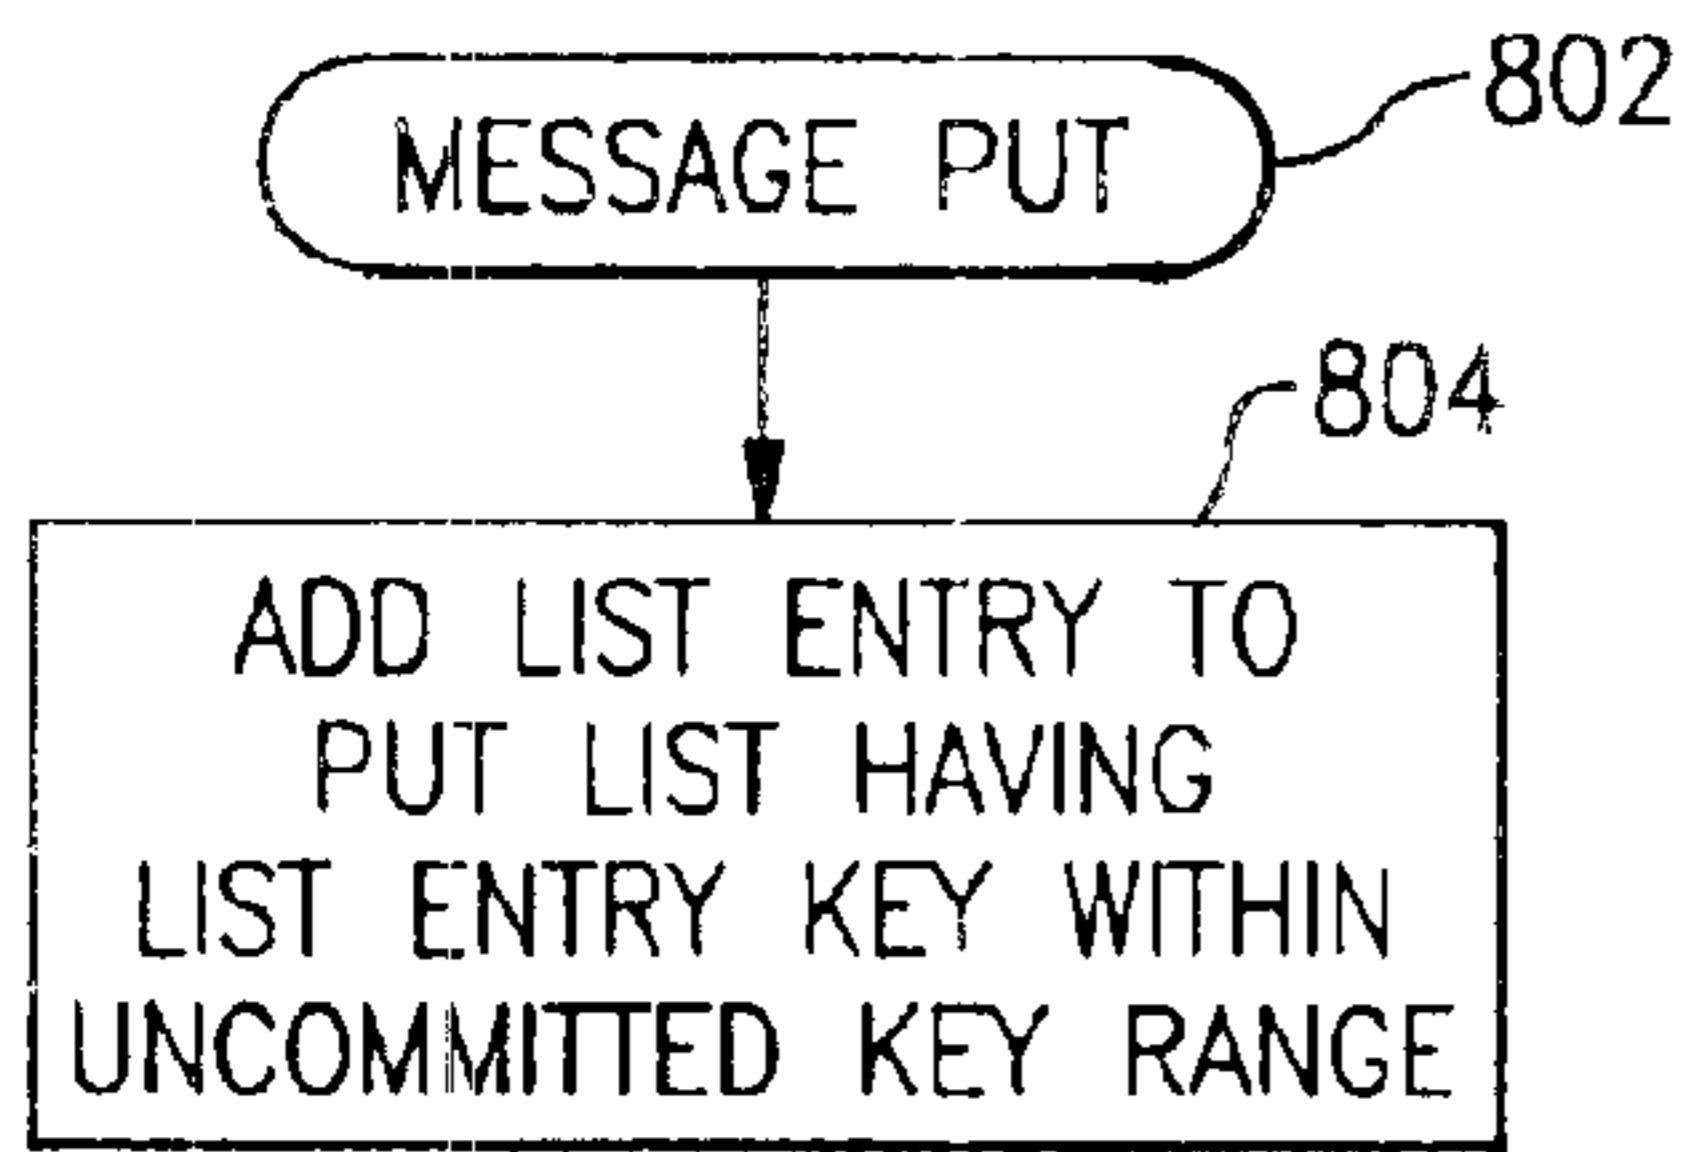 MESSAGE PUT
802
804
ADD LIST ENTRY TO
PUT LIST HAVING
LIST ENTRY KEY WITHIN
UNCOMMITTED KEY RANGE